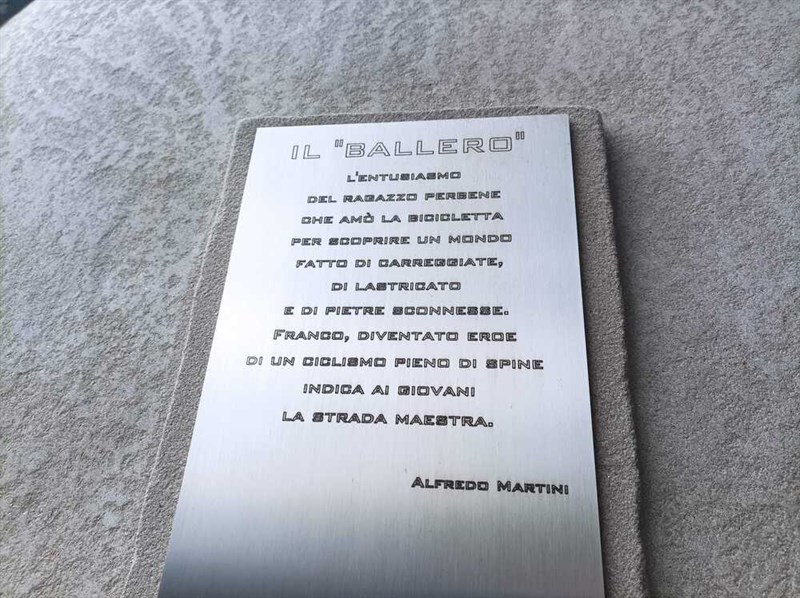 IL "BALLERO"
L'ENTUSIASMO
DEL RAGAZZO PERBENE
CHE AMÒ LA BICICLETTA
PER SCOPRIRE UN MONDO
FATTO DI CARREGGIATE,
DI LASTRICATO
E DI PIETRE SCONNESSE.
FRANCO, DIVENTATO EROE
DI UN CICLISMO PIENO DI SPINE
INDICA AI GIOVANI
LA STRADA MAESTRA.
ALFREDO MARTINI